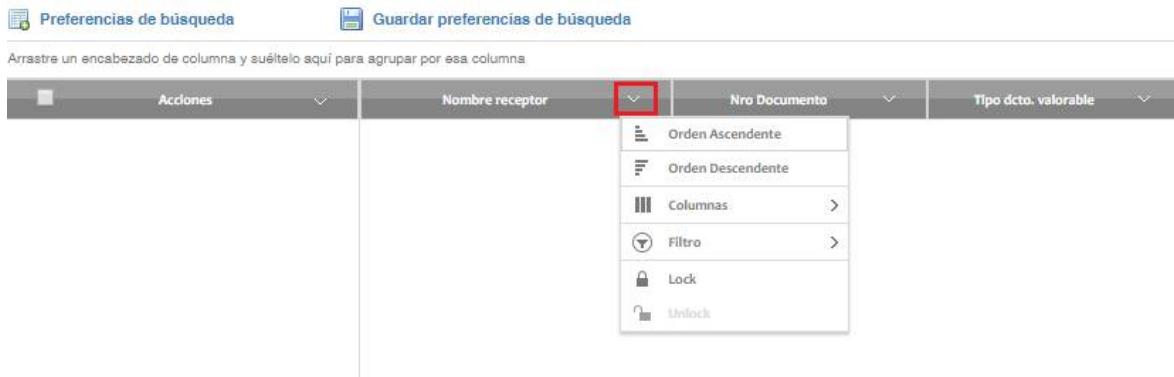 Preferencias de búsqueda Guardar preferencias de búsqueda
Arrastre un encabezado de columna y suéltelo aquí para agrupar por esa columna
Acciones Nombre receptor Nro Documento Tipo dcto. valorable
Orden Ascendente
Orden Descendente
Columnas
Filtro
Lock
Unlock